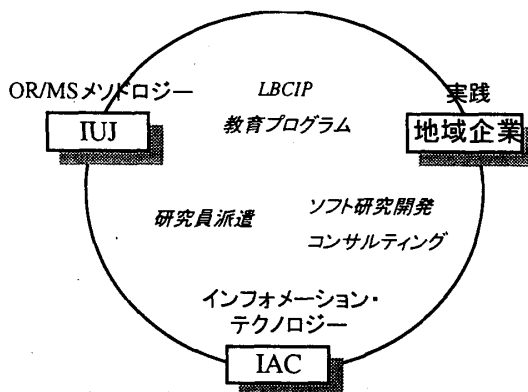 OR/MSメソドロジー
IUJ
LBCIP
教育プログラム
実践
地域企業
研究員派遣
ソフト研究開発
コンサルティング
インフォメーション・
テクノロジー
IAC